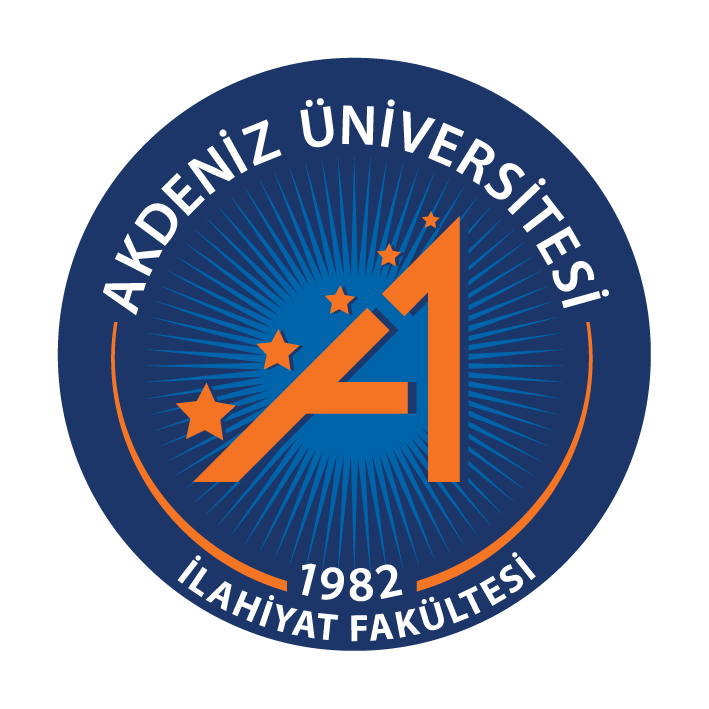 AKDENİZ ÜNİVERSİTESİ
1982
İLAHİYAT FAKÜLTESİ